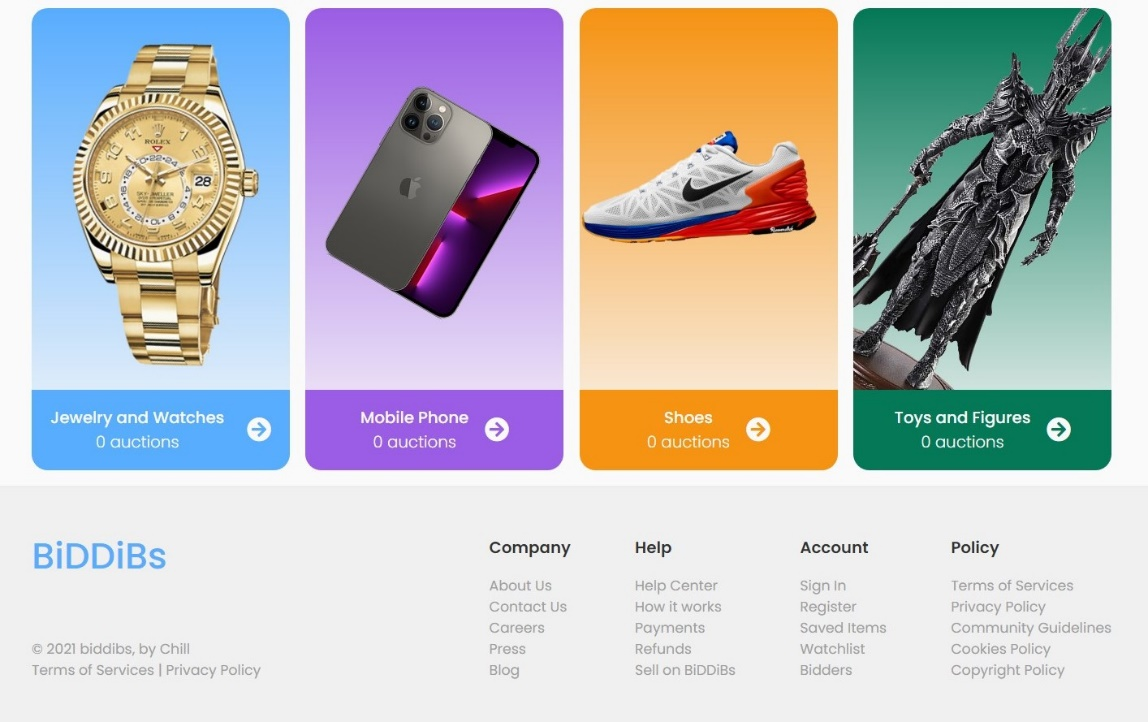 ROLEX
28
Jewelry and Watches
0 auctions
Mobile Phone
0 auctions
Shoes
0 auctions
Toys and Figures
0 auctions
BiDDiBs
© 2021 biddibs, by Chill
Terms of Services | Privacy Policy
Company
About Us
Contact Us
Careers
Press
Blog
Help
Help Center
How it works
Payments
Refunds
Sell on BiDDiBs
Account
Sign In
Register
Saved Items
Watchlist
Bidders
Policy
Terms of Services
Privacy Policy
Community Guidelines
Cookies Policy
Copyright Policy